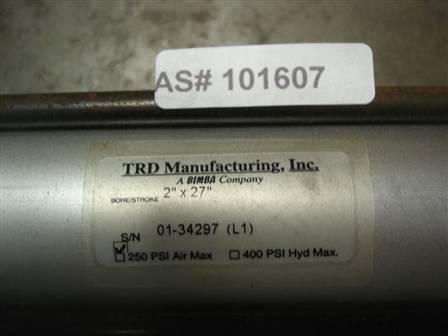 AS# 101607
TRD Manufacturing, Inc.
A BIMBA Company
BORE/STROKE 2" x 27"
S/N 01-34297 (L1)
☑ 250 PSI Air Max ☐ 400 PSI Hyd Max.